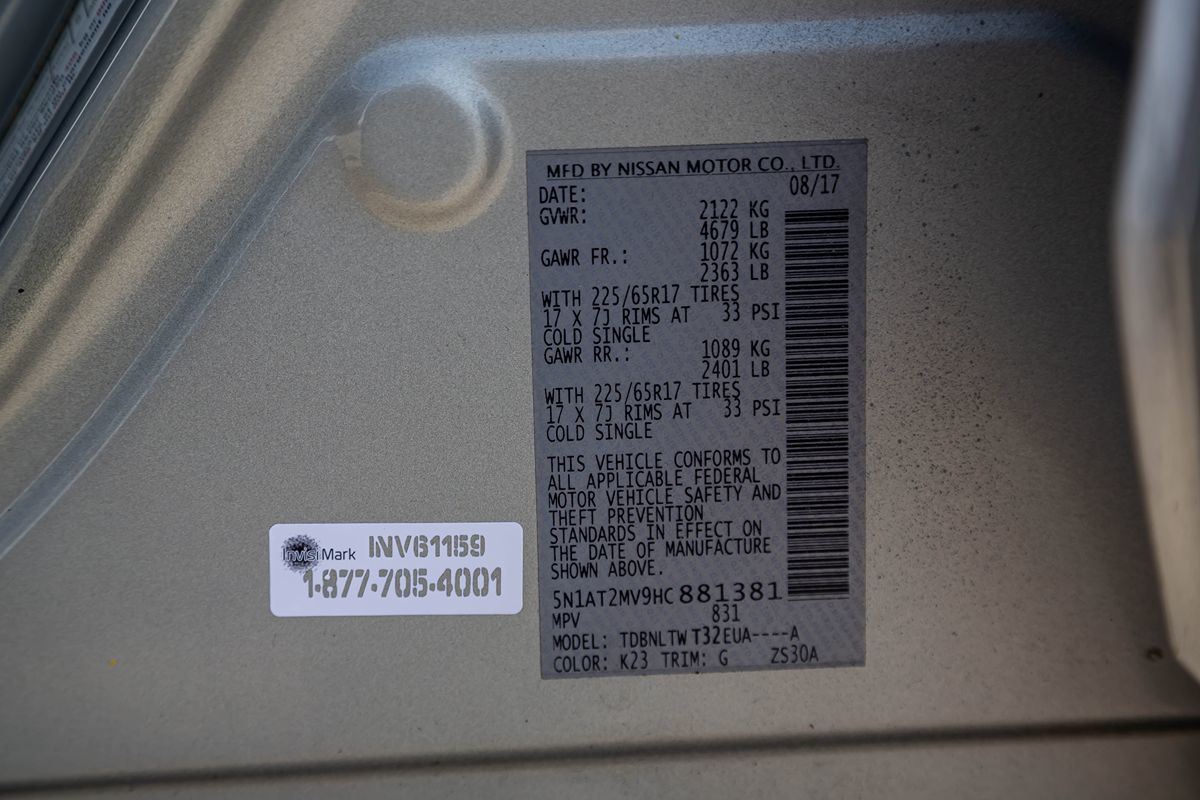 MFD BY NISSAN MOTOR CO., LTD.
DATE: 08/17
GVWR: 2122 KG
4679 LB
GAWR FR.: 1072 KG
2363 LB
WITH 225/65R17 TIRES
17 X 7J RIMS AT 33 PSI
COLD SINGLE
GAWR RR.: 1089 KG
2401 LB
WITH 225/65R17 TIRES
17 X 7J RIMS AT 33 PSI
COLD SINGLE
THIS VEHICLE CONFORMS TO
ALL APPLICABLE FEDERAL
MOTOR VEHICLE SAFETY AND
THEFT PREVENTION
STANDARDS IN EFFECT ON
THE DATE OF MANUFACTURE
SHOWN ABOVE.
5N1AT2MV9HC881381
MPV 831
MODEL: TDBNLTWT32EUA----A
COLOR: K23 TRIM: G ZS30A
InvisiMark INV61159
1-877-705-4001